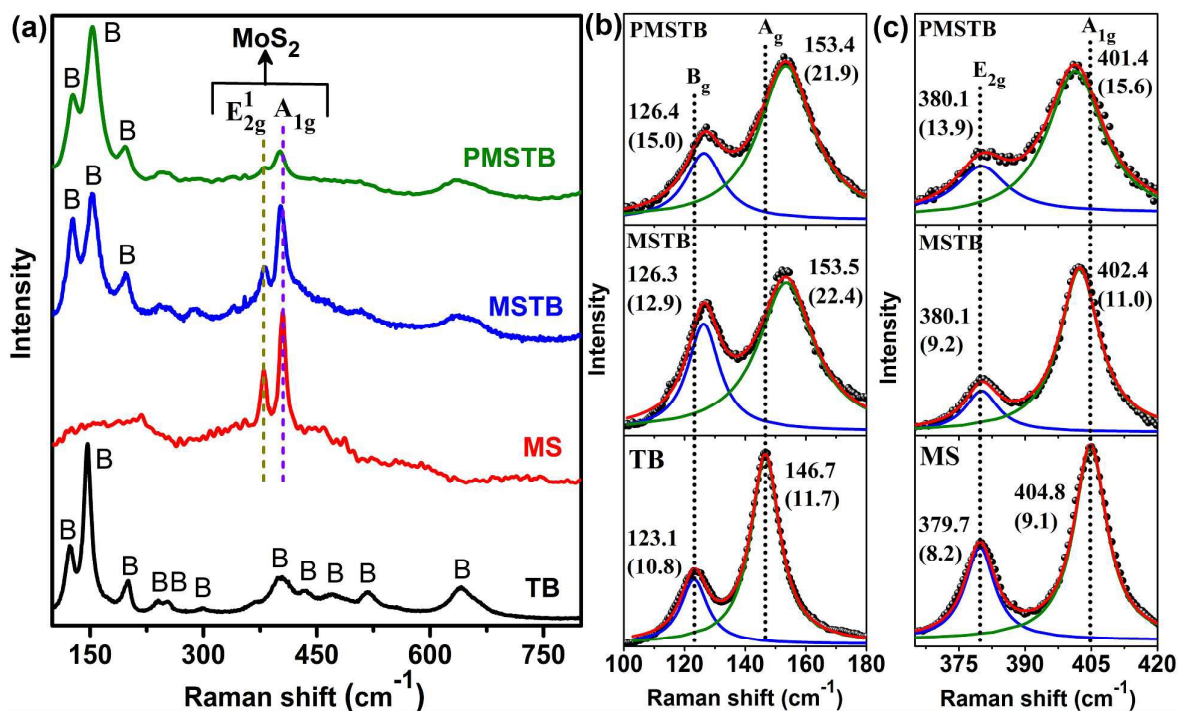 (a)
B
B
B
MoS2
E12g A1g
PMSTB
B
B
B
MSTB
MS
B
B
B
BB
B
B
B
B
B
B
TB
Intensity
150 300 450 600 750
Raman shift (cm-1)
(b)
PMSTB
Ag
Bg
153.4
(21.9)
126.4
(15.0)
MSTB
126.3
(12.9)
153.5
(22.4)
TB
146.7
(11.7)
123.1
(10.8)
Intensity
100 120 140 160 180
Raman shift (cm-1)
(c)
PMSTB
A1g
E2g
401.4
(15.6)
380.1
(13.9)
MSTB
402.4
(11.0)
380.1
(9.2)
MS
404.8
(9.1)
379.7
(8.2)
Intensity
375 390 405 420
Raman shift (cm-1)